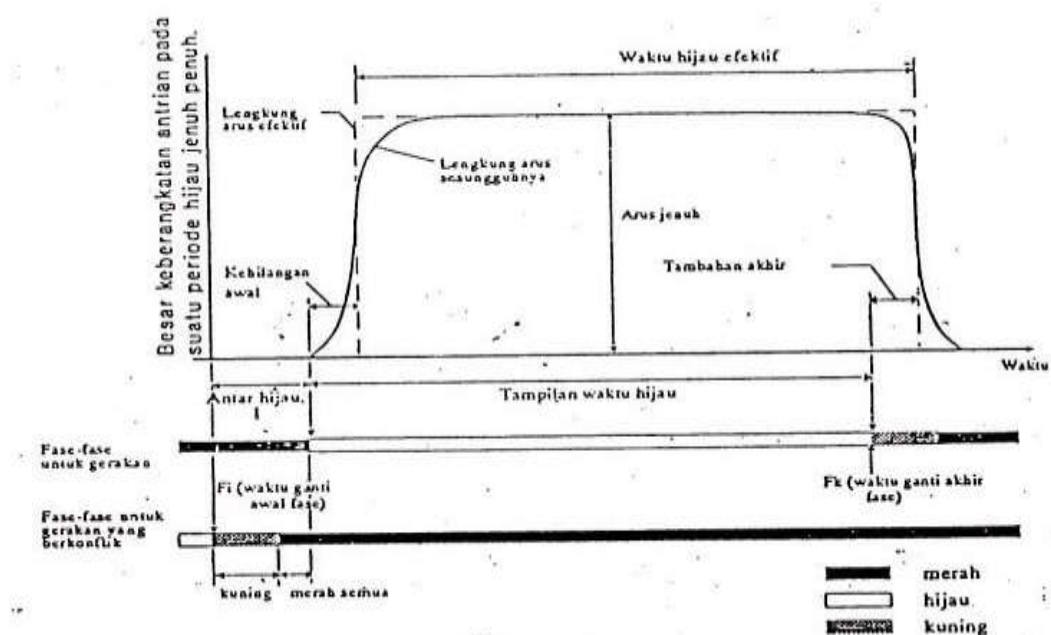 Besar keberangkatan antrian pada
suatu periode hijau jenuh penuh.
Waktu hijau efektif
Lengkung
arus efektif
Lengkung arus
sesungguhnya
Arus jenuh
Kehilangan
awal
Tambahan akhir
Waktu
Antar hijau,
I
Tampilan waktu hijau
Fase-fase
untuk gerakan
Fi (waktu ganti
awal fase)
Fk (waktu ganti akhir
fase)
Fase-fase untuk
gerakan yang
berkonflik
kuning
merah semua
merah
hijau
kuning